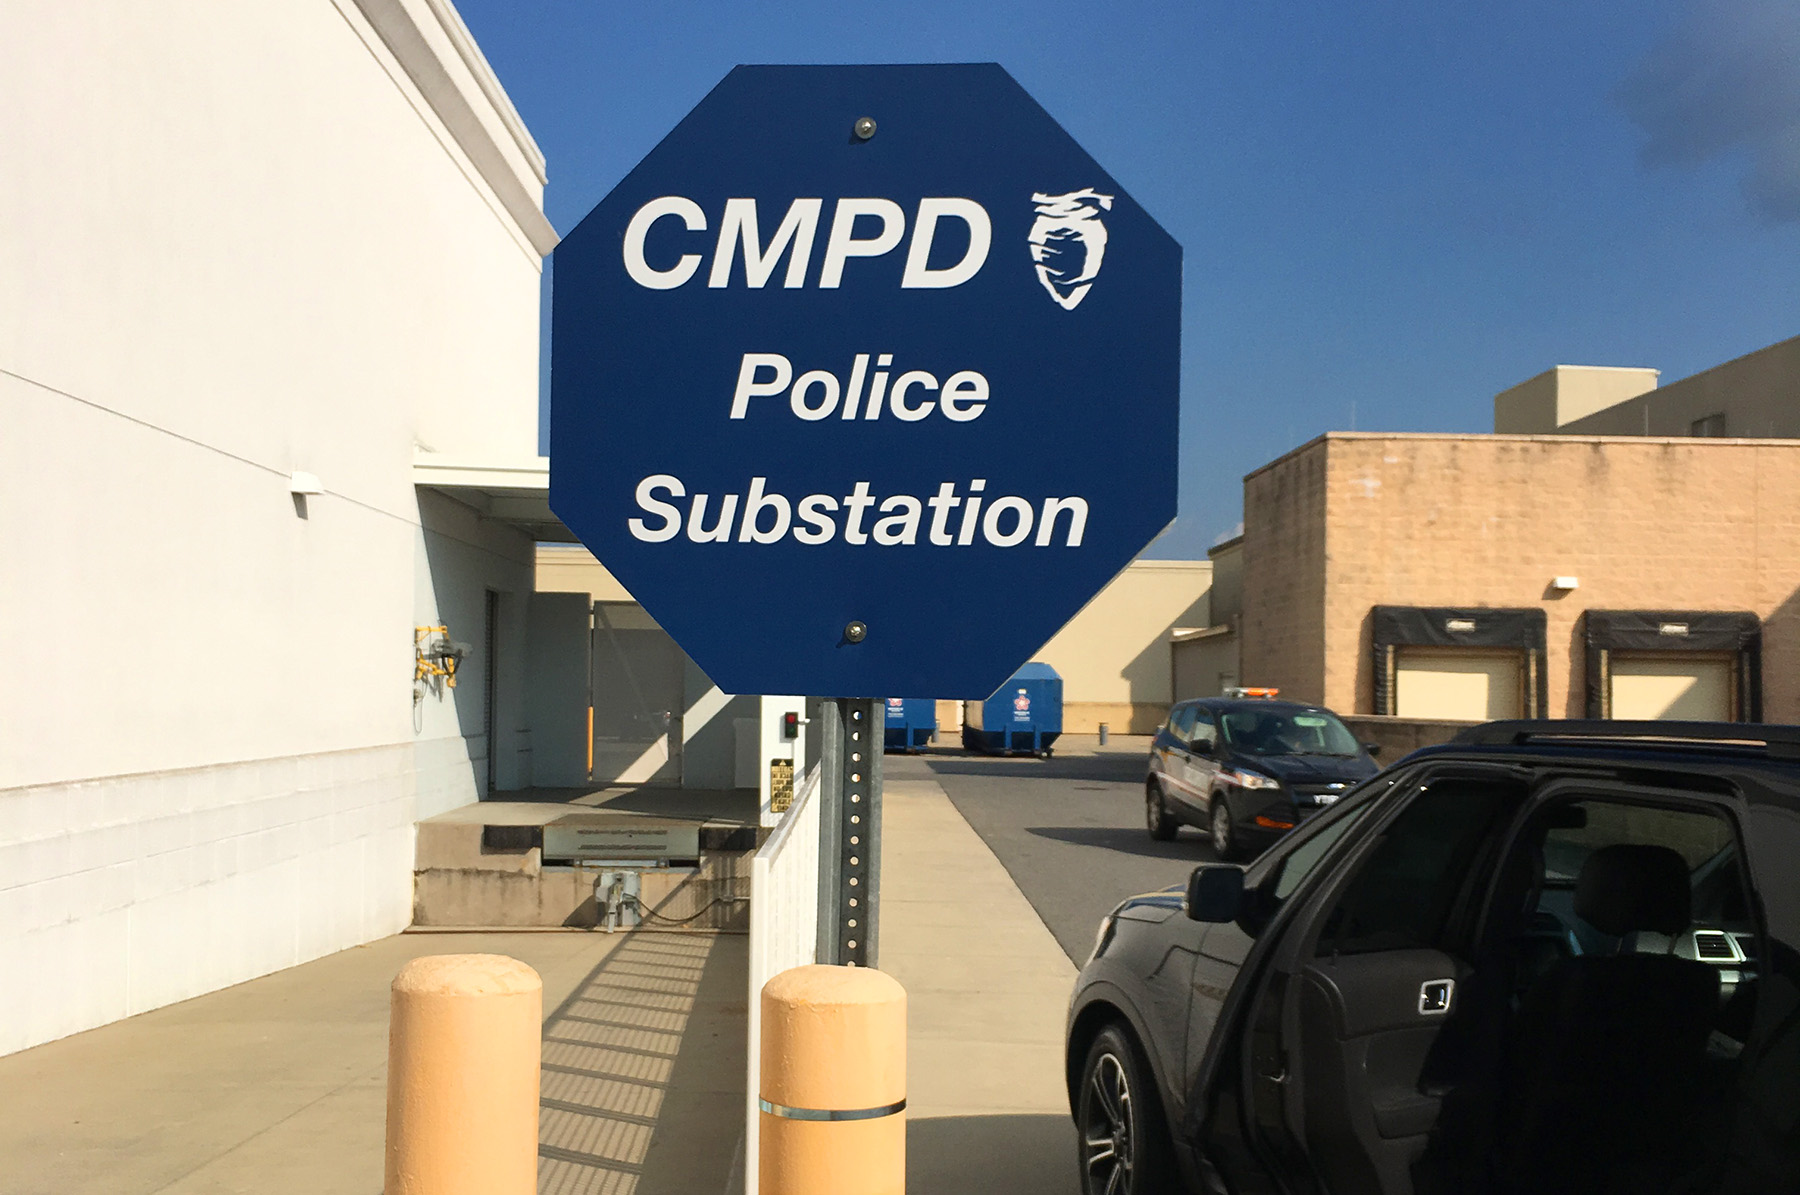 CMPD
Police
Substation